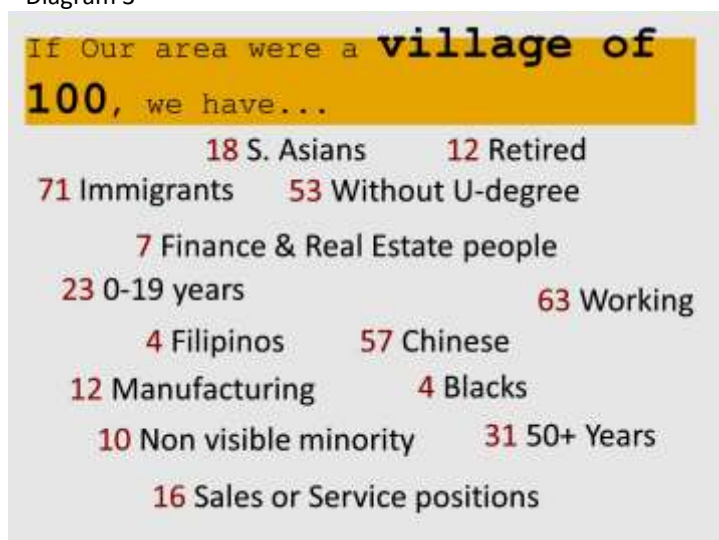 Diagram 3
If Our area were a village of
100, we have...
18 S. Asians 12 Retired
71 Immigrants 53 Without U-degree
7 Finance & Real Estate people
23 0-19 years
63 Working
4 Filipinos 57 Chinese
12 Manufacturing 4 Blacks
10 Non visible minority 31 50+ Years
16 Sales or Service positions